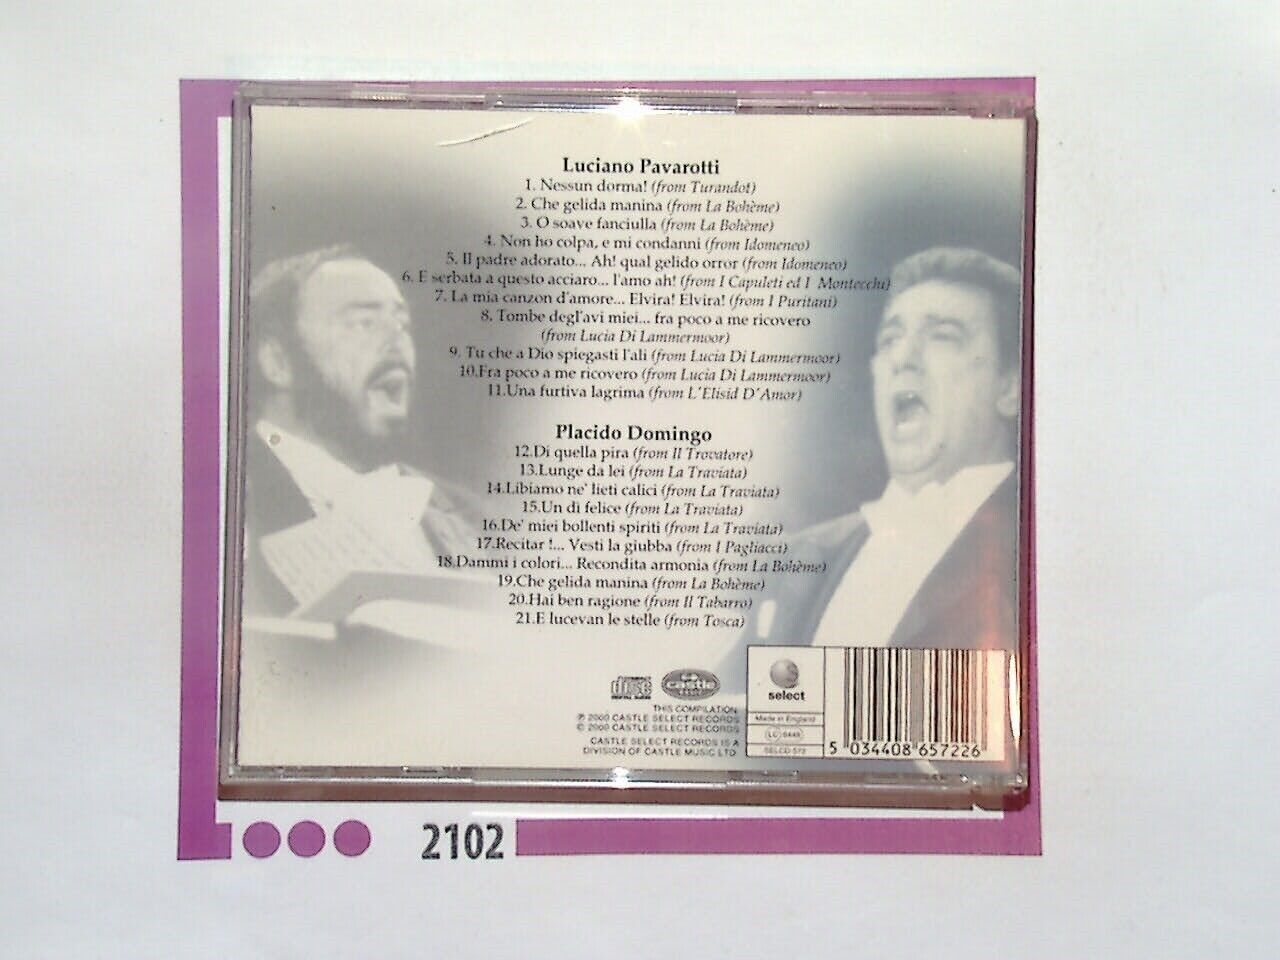 Luciano Pavarotti
1. Nessun dorma! (from Turandot)
2. Che gelida manina (from La Bohème)
3. O soave fanciulla (from La Bohème)
4. Non ho colpa, e mi condanni (from Idomeneo)
5. Il padre adorato... Ah! qual gelido orror (from Idomeneo)
6. E serbata a questo acciaro... l'amo ah! (from I Capuleti ed I Montecchi)
7. La mia canzon d'amore... Elvira! Elvira! (from I Puritani)
8. Tombe degl'avi miei... fra poco a me ricovero
(from Lucia Di Lammermoor)
9. Tu che a Dio spiegasti l'ali (from Lucia Di Lammermoor)
10.Fra poco a me ricovero (from Lucia Di Lammermoor)
11.Una furtiva lagrima (from L'Elisid D'Amor)
Placido Domingo
12.Di quella pira (from Il Trovatore)
13.Lunge da lei (from La Traviata)
14.Libiamo ne' lieti calici (from La Traviata)
15.Un di felice (from La Traviata)
16.De' miei bollenti spiriti (from La Traviata)
17.Recitar !... Vesti la giubba (from I Pagliacci)
18.Dammi i colori... Recondita armonia (from La Bohème)
19.Che gelida manina (from La Bohème)
20.Hai ben ragione (from Il Tabarro)
21.E lucevan le stelle (from Tosca)
COMPACT
disc
DIGITAL AUDIO
castle
THIS COMPILATION
℗ 2000 CASTLE SELECT RECORDS
© 2000 CASTLE SELECT RECORDS
CASTLE SELECT RECORDS IS A
DIVISION OF CASTLE MUSIC LTD
select
Made in England
LC 6448
SELCD 572
5 034408 657226
2102